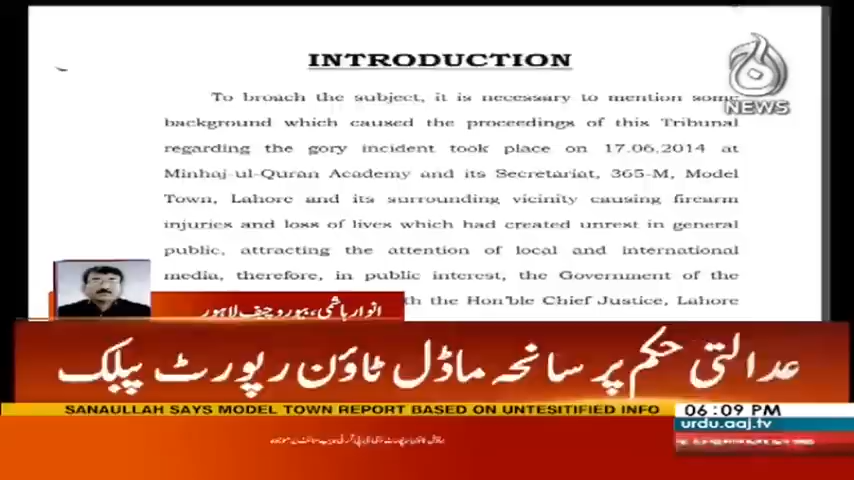 INTRODUCTION
To broach the subject, it is necessary to mention some
background which caused the proceedings of this Tribunal
regarding the gory incident took place on 17.06.2014 at
Minhaj-ul-Quran Academy and its Secretariat, 365-M, Model
Town, Lahore and its surrounding vicinity causing firearm
injuries and loss of lives which had created unrest in general
public, attracting the attention of local and international
media, therefore, in public interest, the Government of the
the Hon'ble Chief Justice, Lahore
NEWS
انوار ہاشمی، بیورو چیف لاہور
عدالتی حکم پر سانحہ ماڈل ٹاؤن رپورٹ پبلک
SANAULLAH SAYS MODEL TOWN REPORT BASED ON UNTESITIFIED INFO
06:09 PM
urdu.aaj.tv